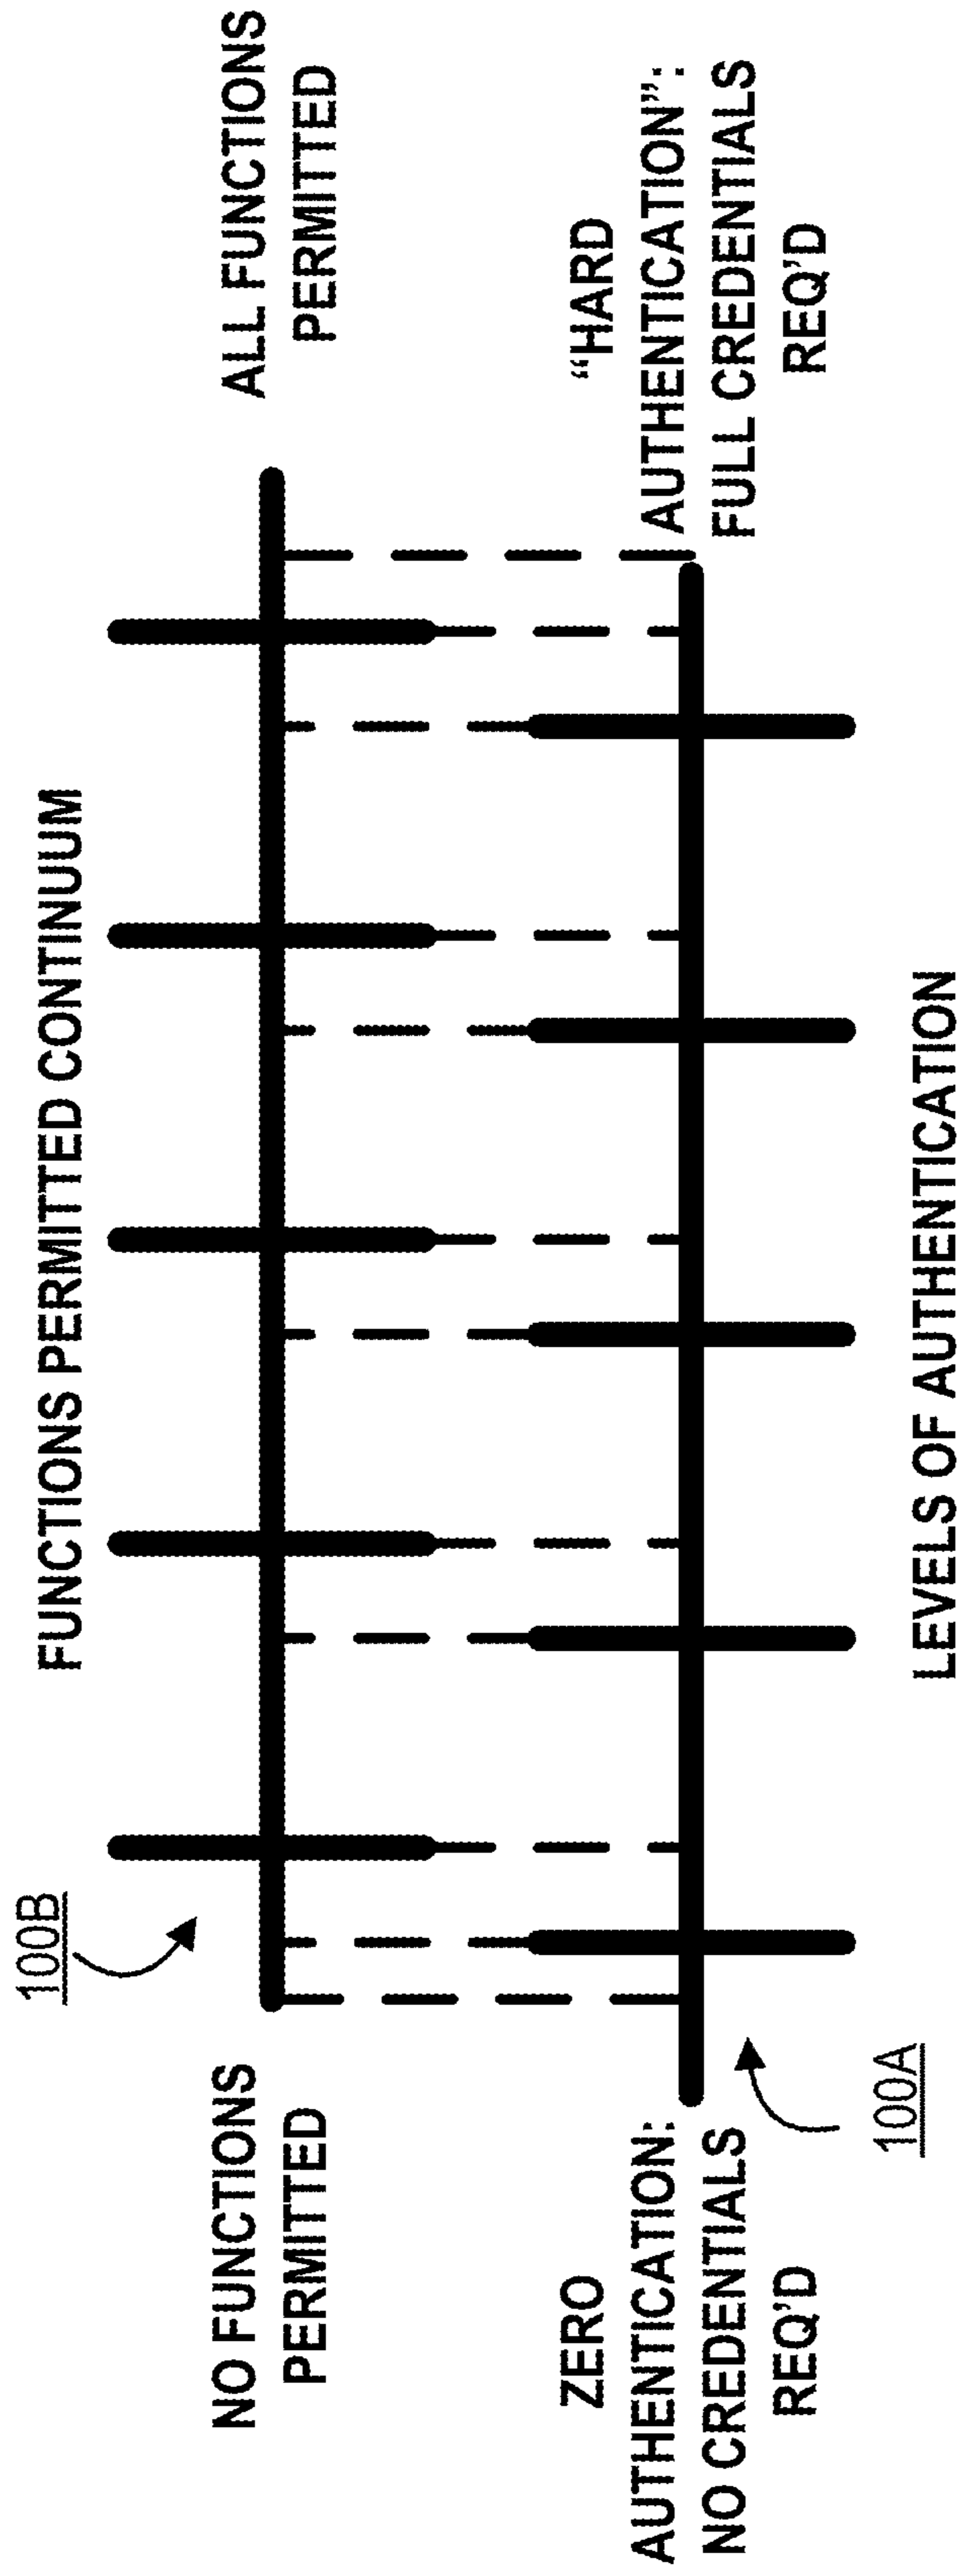 FUNCTIONS PERMITTED CONTINUUM
100B
NO FUNCTIONS
PERMITTED
ALL FUNCTIONS
PERMITTED
ZERO
AUTHENTICATION:
NO CREDENTIALS
REQ'D
“HARD
AUTHENTICATION”:
FULL CREDENTIALS
REQ'D
100A
LEVELS OF AUTHENTICATION